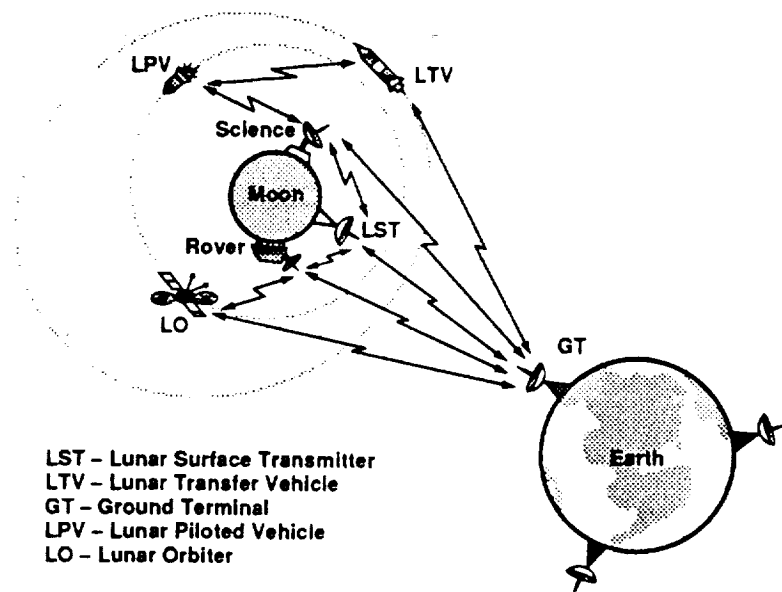 LPV
LTV
Science
Moon
LST
Rover
LO
GT
Earth
LST – Lunar Surface Transmitter
LTV – Lunar Transfer Vehicle
GT – Ground Terminal
LPV – Lunar Piloted Vehicle
LO – Lunar Orbiter